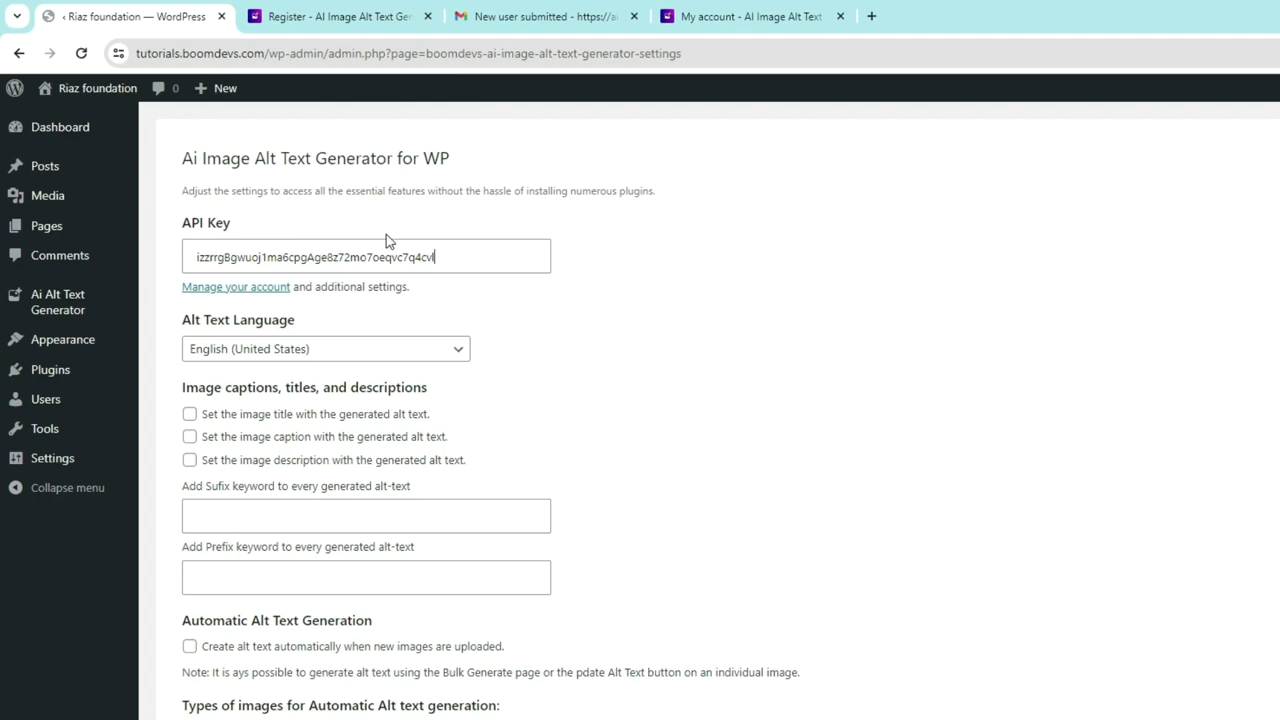 ‹ Riaz foundation — WordPress
Register - AI Image Alt Text Ger
New user submitted - https://ai
My account - AI Image Alt Text
tutorials.boomdevs.com/wp-admin/admin.php?page=boomdevs-ai-image-alt-text-generator-settings
Riaz foundation 0 New
Dashboard
Posts
Media
Pages
Comments
Ai Alt Text
Generator
Appearance
Plugins
Users
Tools
Settings
Collapse menu
Ai Image Alt Text Generator for WP
Adjust the settings to access all the essential features without the hassle of installing numerous plugins.
API Key
izzrrgBgwuoj1ma6cpgAge8z72mo7oeqvc7q4cvl
Manage your account and additional settings.
Alt Text Language
English (United States)
Image captions, titles, and descriptions
Set the image title with the generated alt text.
Set the image caption with the generated alt text.
Set the image description with the generated alt text.
Add Sufix keyword to every generated alt-text
Add Prefix keyword to every generated alt-text
Automatic Alt Text Generation
Create alt text automatically when new images are uploaded.
Note: It is ays possible to generate alt text using the Bulk Generate page or the pdate Alt Text button on an individual image.
Types of images for Automatic Alt text generation: